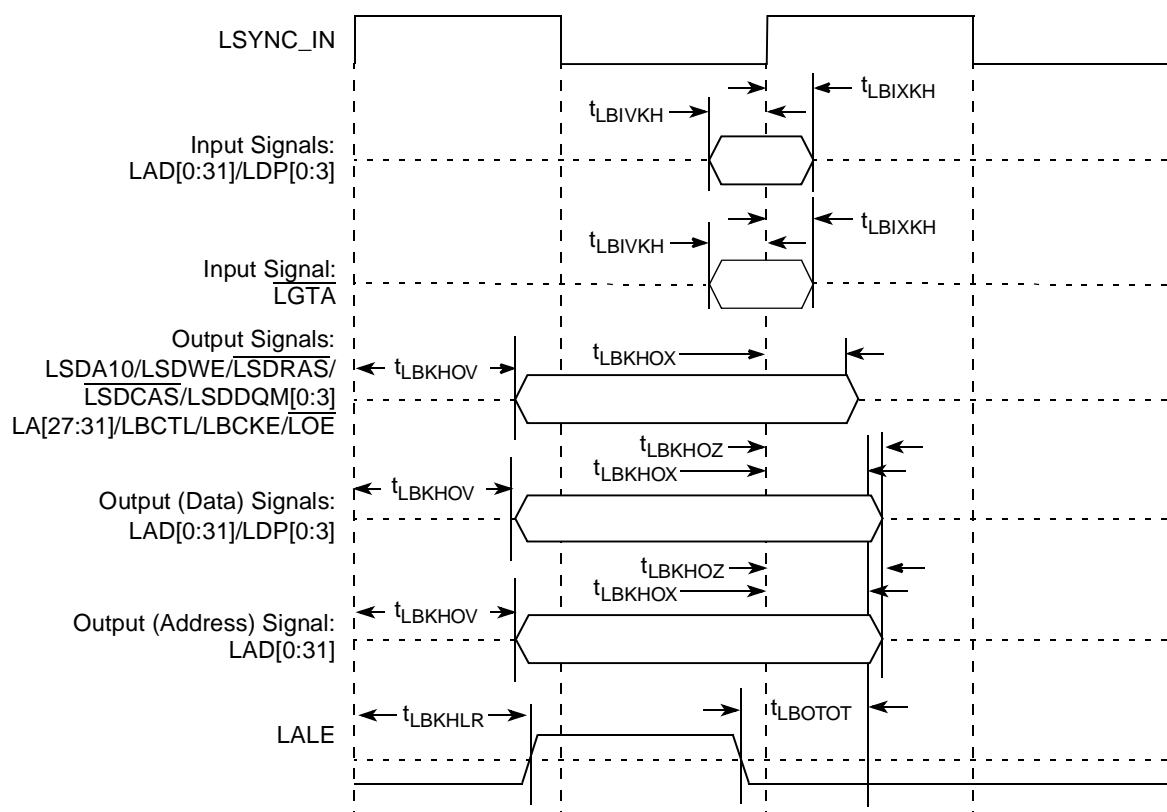 LSYNC_IN
tLBIXKH
tLBIVKH
Input Signals:
LAD[0:31]/LDP[0:3]
tLBIXKH
tLBIVKH
Input Signal:
LGTA
Output Signals:
LSDA10/LSDWE/LSDRAS/
LSDCAS/LSDDQM[0:3]
LA[27:31]/LBCTL/LBCKE/LOE
tLBKHOV
tLBKHOX
tLBKHOZ
tLBKHOX
tLBKHOV
Output (Data) Signals:
LAD[0:31]/LDP[0:3]
tLBKHOZ
tLBKHOX
tLBKHOV
Output (Address) Signal:
LAD[0:31]
tLBKHLR
tLBOTOT
LALE